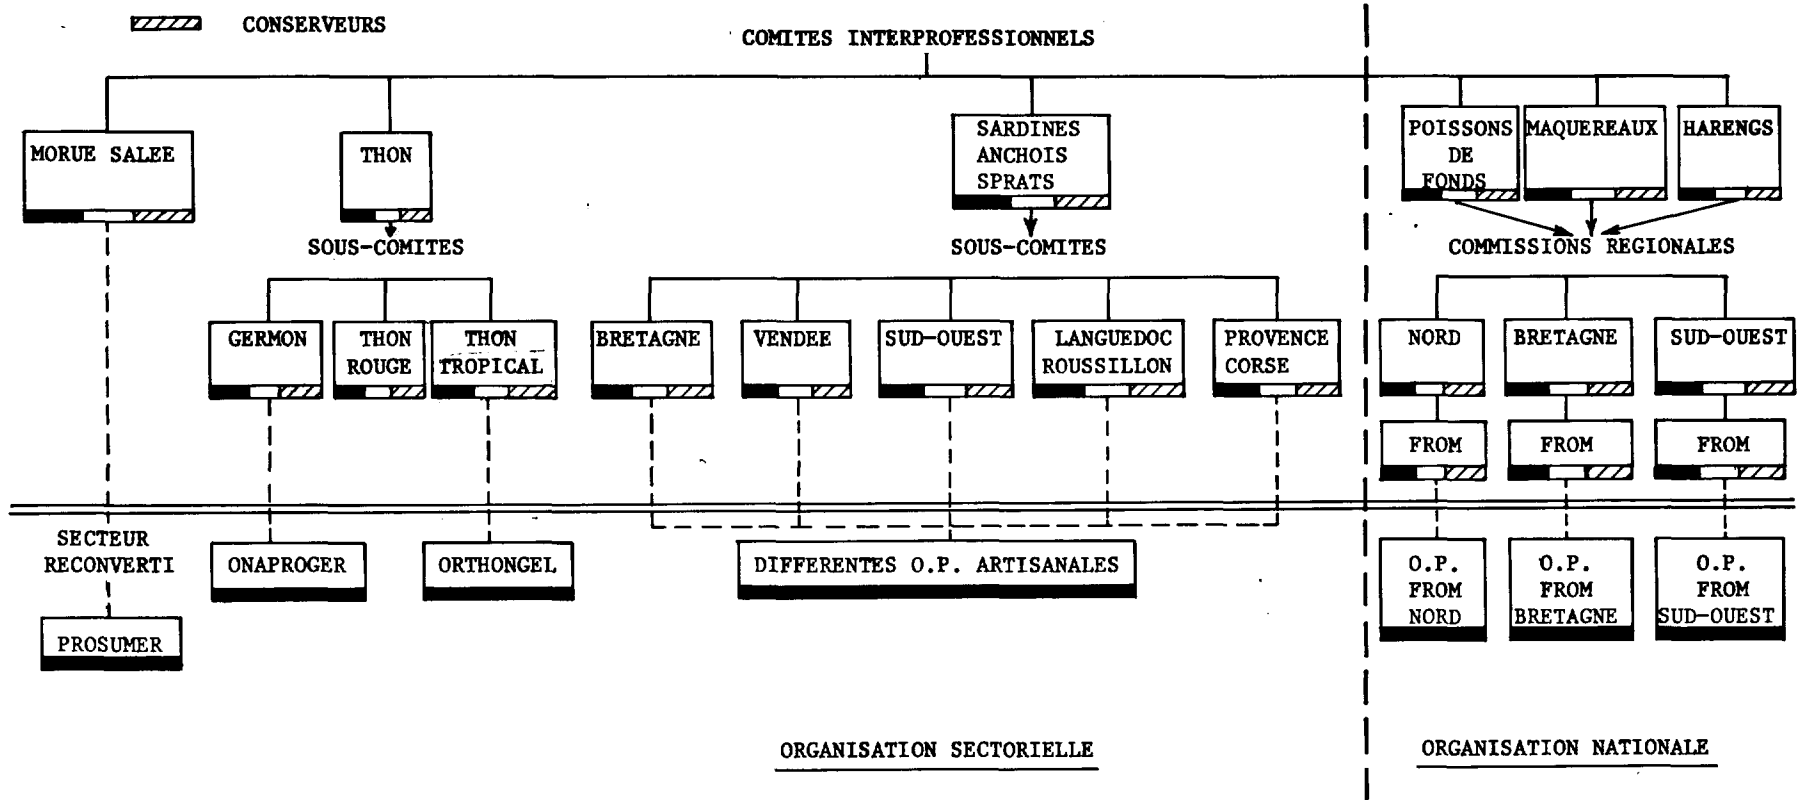 CONSERVEURS
COMITES INTERPROFESSIONNELS
MORUE SALEE
THON
SARDINES
ANCHOIS
SPRATS
POISSONS
DE
FONDS
MAQUEREAUX
HARENGS
SOUS-COMITES
SOUS-COMITES
COMMISSIONS REGIONALES
GERMON
THON
ROUGE
THON
TROPICAL
BRETAGNE
VENDEE
SUD-OUEST
LANGUEDOC
ROUSSILLON
PROVENCE
CORSE
NORD
BRETAGNE
SUD-OUEST
FROM
FROM
FROM
SECTEUR
RECONVERTI
PROSUMER
ONAPROGER
ORTHONGEL
DIFFERENTES O.P. ARTISANALES
O.P.
FROM
NORD
O.P.
FROM
BRETAGNE
O.P.
FROM
SUD-OUEST
ORGANISATION SECTORIELLE
ORGANISATION NATIONALE